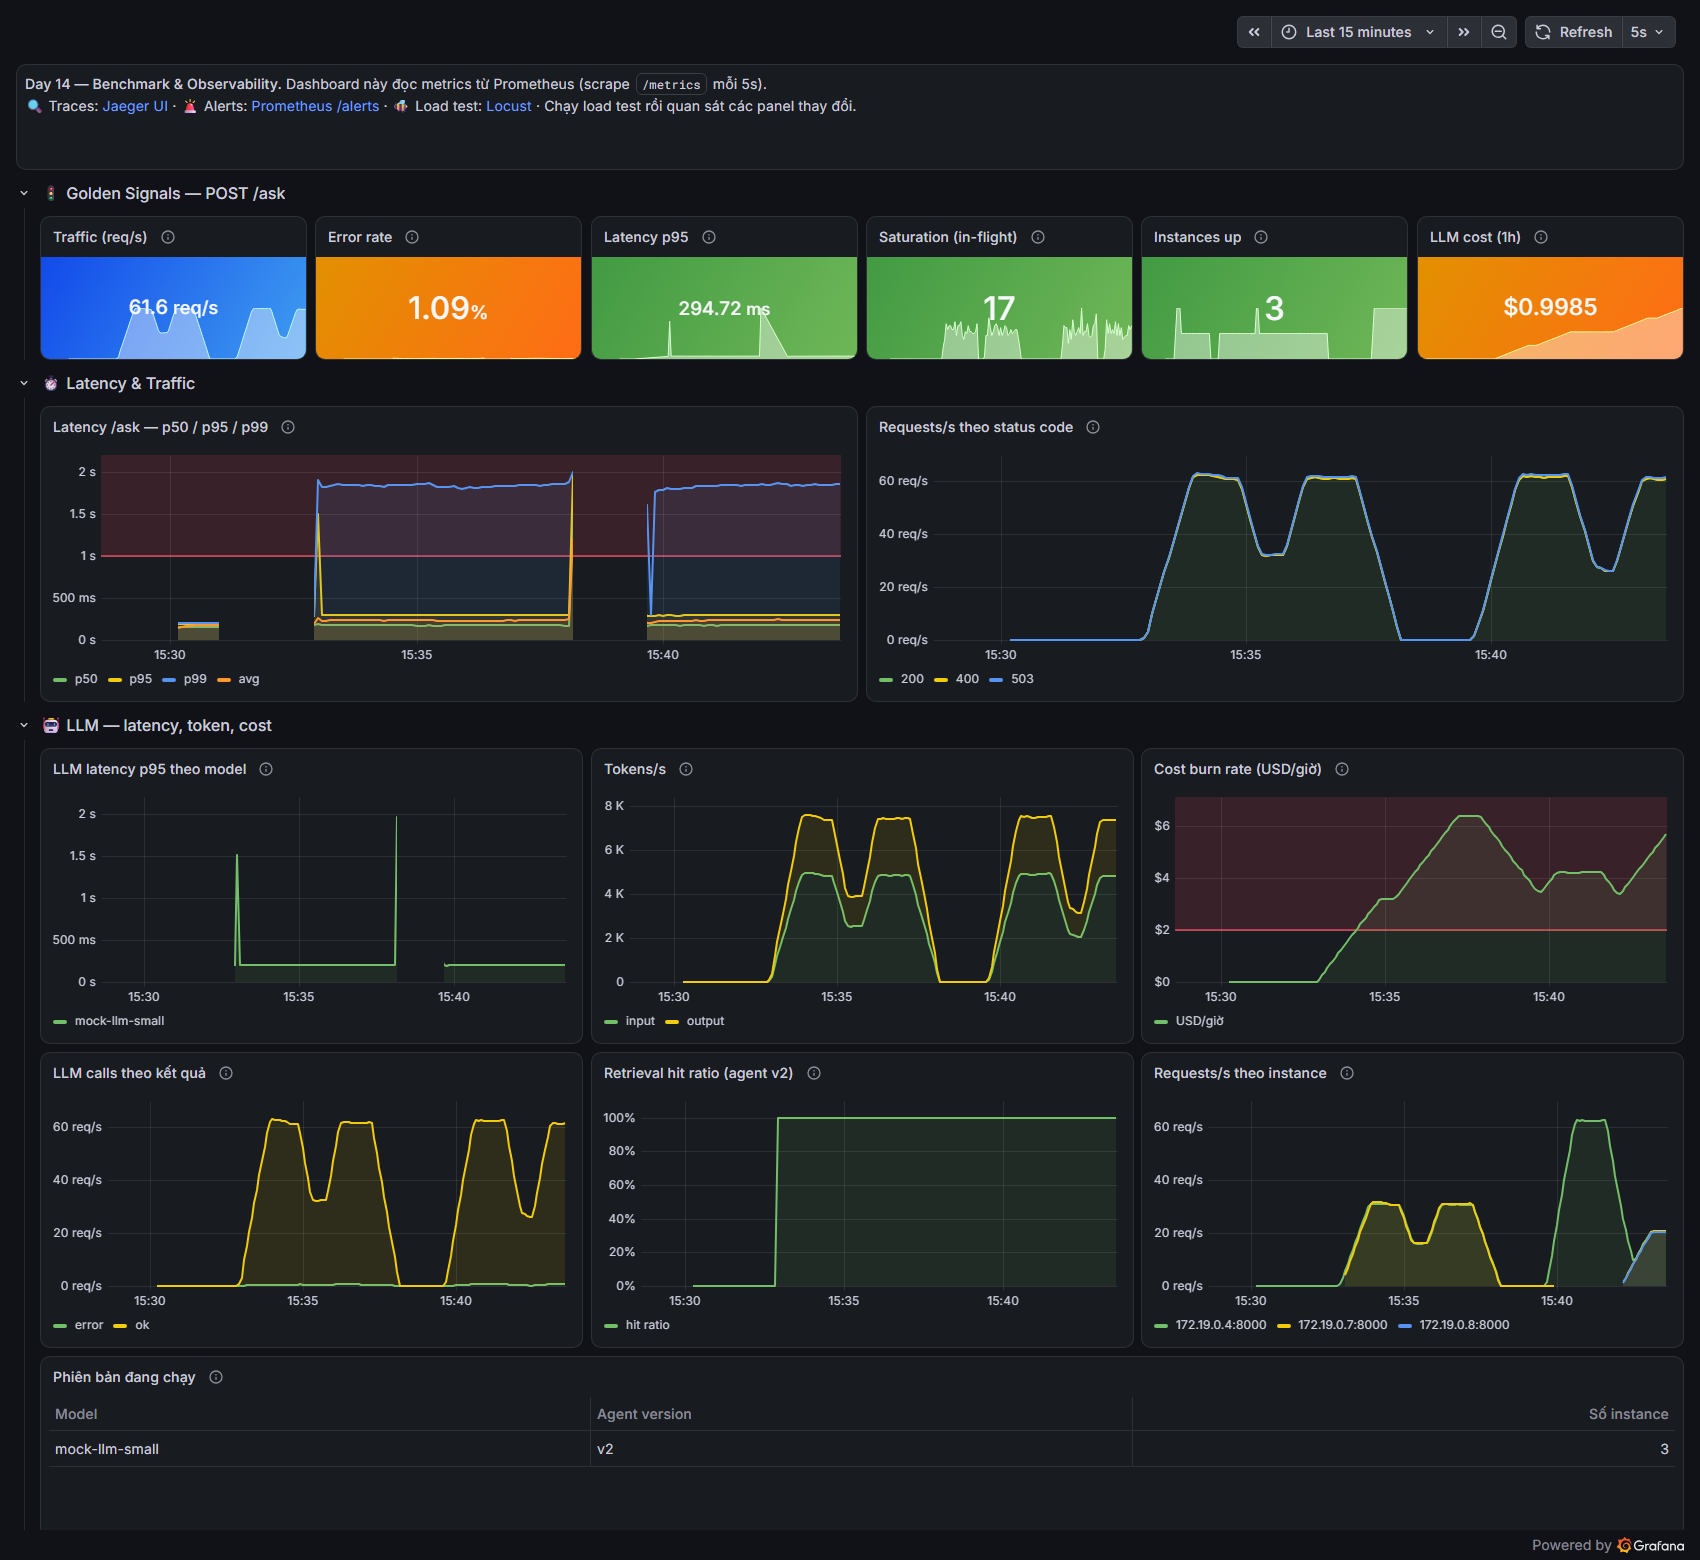 Last 15 minutes
Refresh
5s
Day 14 — Benchmark & Observability. Dashboard này đọc metrics từ Prometheus (scrape /metrics mỗi 5s).
Traces: Jaeger UI · Alerts: Prometheus /alerts · Load test: Locust · Chạy load test rồi quan sát các panel thay đổi.
Golden Signals — POST /ask
Traffic (req/s)
61.6 req/s
Error rate
1.09%
Latency p95
294.72 ms
Saturation (in-flight)
17
Instances up
3
LLM cost (1h)
$0.9985
Latency & Traffic
Latency /ask — p50 / p95 / p99
2 s
1.5 s
1 s
500 ms
0 s
15:30 15:35 15:40
p50 p95 p99 avg
Requests/s theo status code
60 req/s
40 req/s
20 req/s
0 req/s
15:30 15:35 15:40
200 400 503
LLM — latency, token, cost
LLM latency p95 theo model
2 s
1.5 s
1 s
500 ms
0 s
15:30 15:35 15:40
mock-llm-small
Tokens/s
8 K
6 K
4 K
2 K
0
15:30 15:35 15:40
input output
Cost burn rate (USD/giờ)
$6
$4
$2
$0
15:30 15:35 15:40
USD/giờ
LLM calls theo kết quả
60 req/s
40 req/s
20 req/s
0 req/s
15:30 15:35 15:40
error ok
Retrieval hit ratio (agent v2)
100%
80%
60%
40%
20%
0%
15:30 15:35 15:40
hit ratio
Requests/s theo instance
60 req/s
40 req/s
20 req/s
0 req/s
15:30 15:35 15:40
172.19.0.4:8000 172.19.0.7:8000 172.19.0.8:8000
Phiên bản đang chạy
Model Agent version Số instance
mock-llm-small v2 3
Powered by Grafana